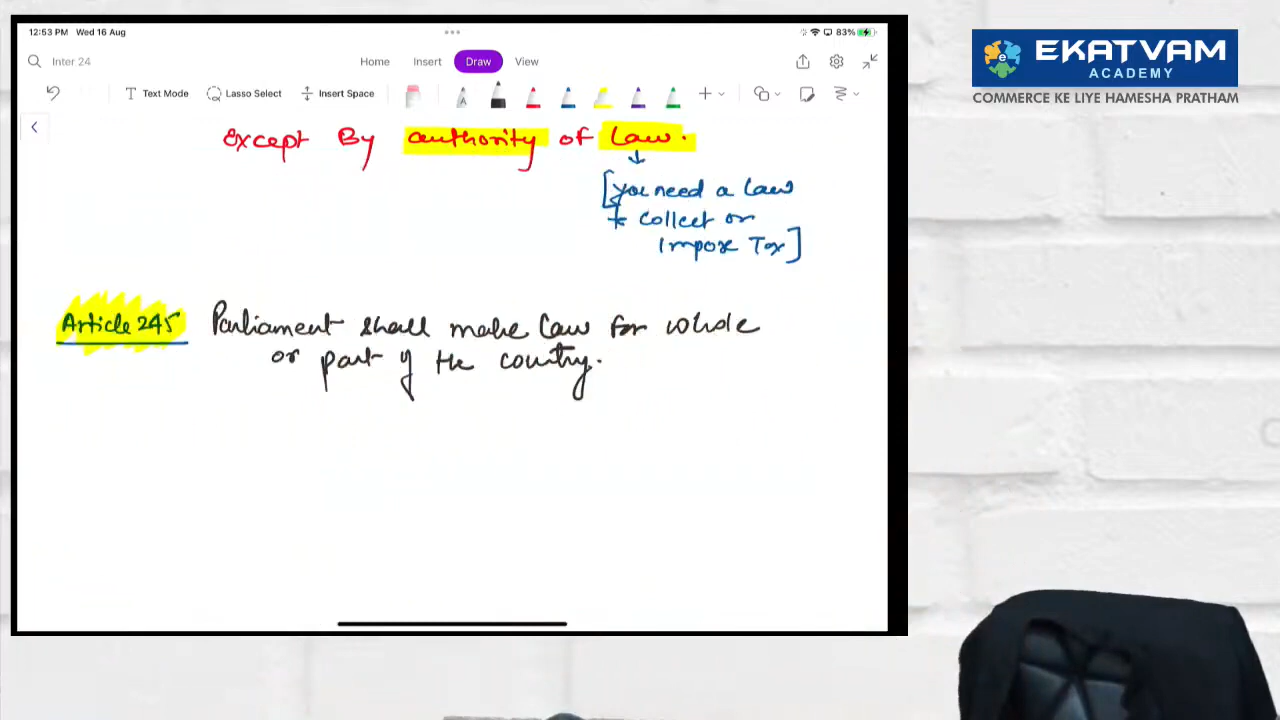 12:53 PM Wed 16 Aug
83%
Inter 24
Home Insert Draw View
Text Mode Lasso Select Insert Space
EKATVAM
ACADEMY
COMMERCE KE LIYE HAMESHA PRATHAM
Except By authority of law.
[you need a law
to collect or
Impose Tax]
Article 245 Parliament shall make law for whole
or part of the country.